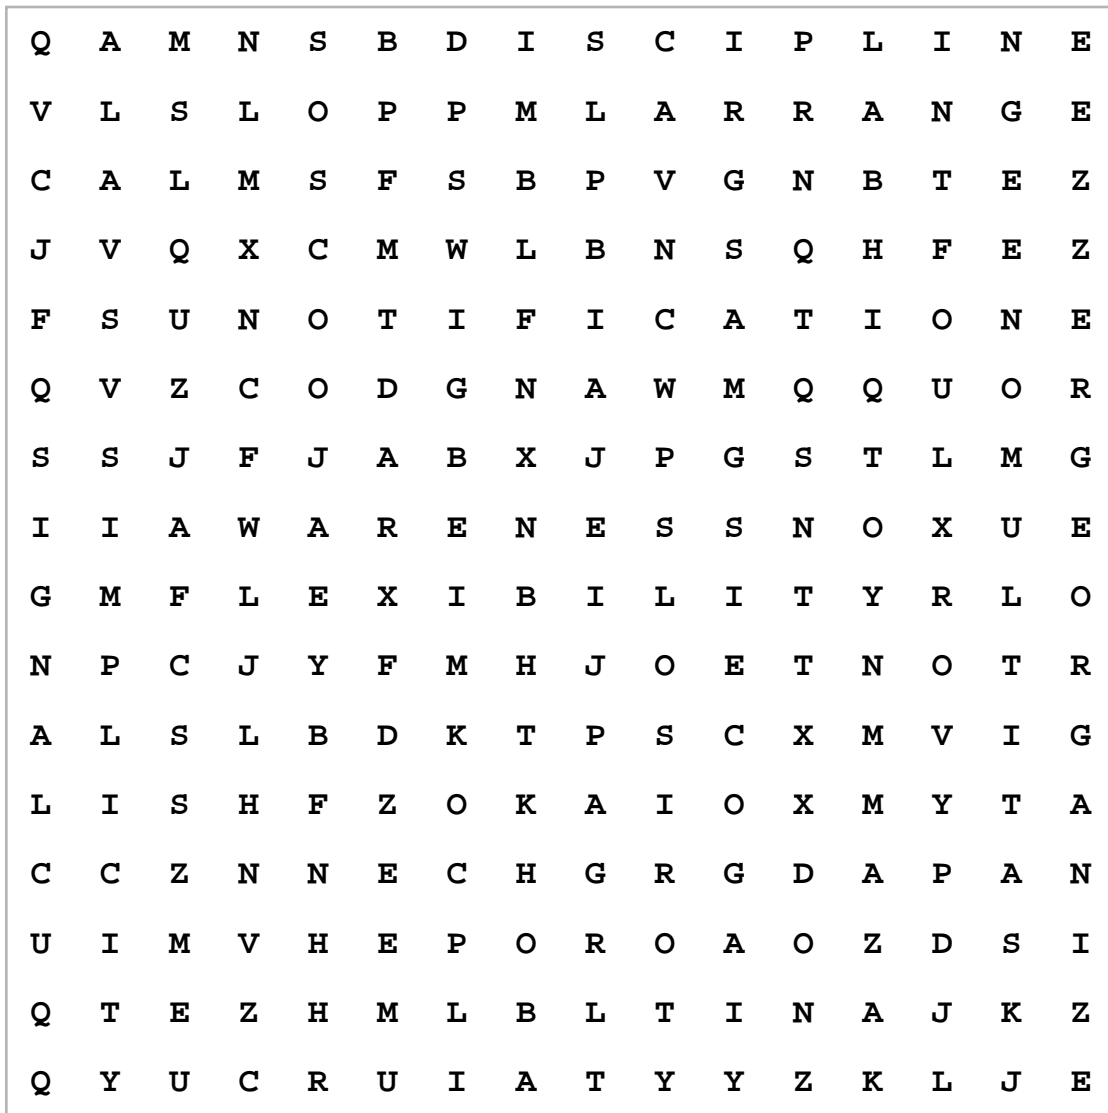 Q A M N S B D I S C I P L I N E
V L S L O P P M L A R R A N G E
C A L M S F S B P V G N B T E Z
J V Q X C M W L B N S Q H F E Z
F S U N O T I F I C A T I O N E
Q V Z C O D G N A W M Q Q U O R
S S J F J A B X J P G S T L M G
I I A W A R E N E S S N O X U E
G M F L E X I B I L I T Y R L O
N P C J Y F M H J O E T N O T R
A L S L B D K T P S C X M V I G
L I S H F Z O K A I O X M Y T A
C C Z N N E C H G R G D A P A N
U I M V H E P O R O A O Z D S I
Q T E Z H M L B L T I N A J K Z
Q Y U C R U I A T Y Y Z K L J E